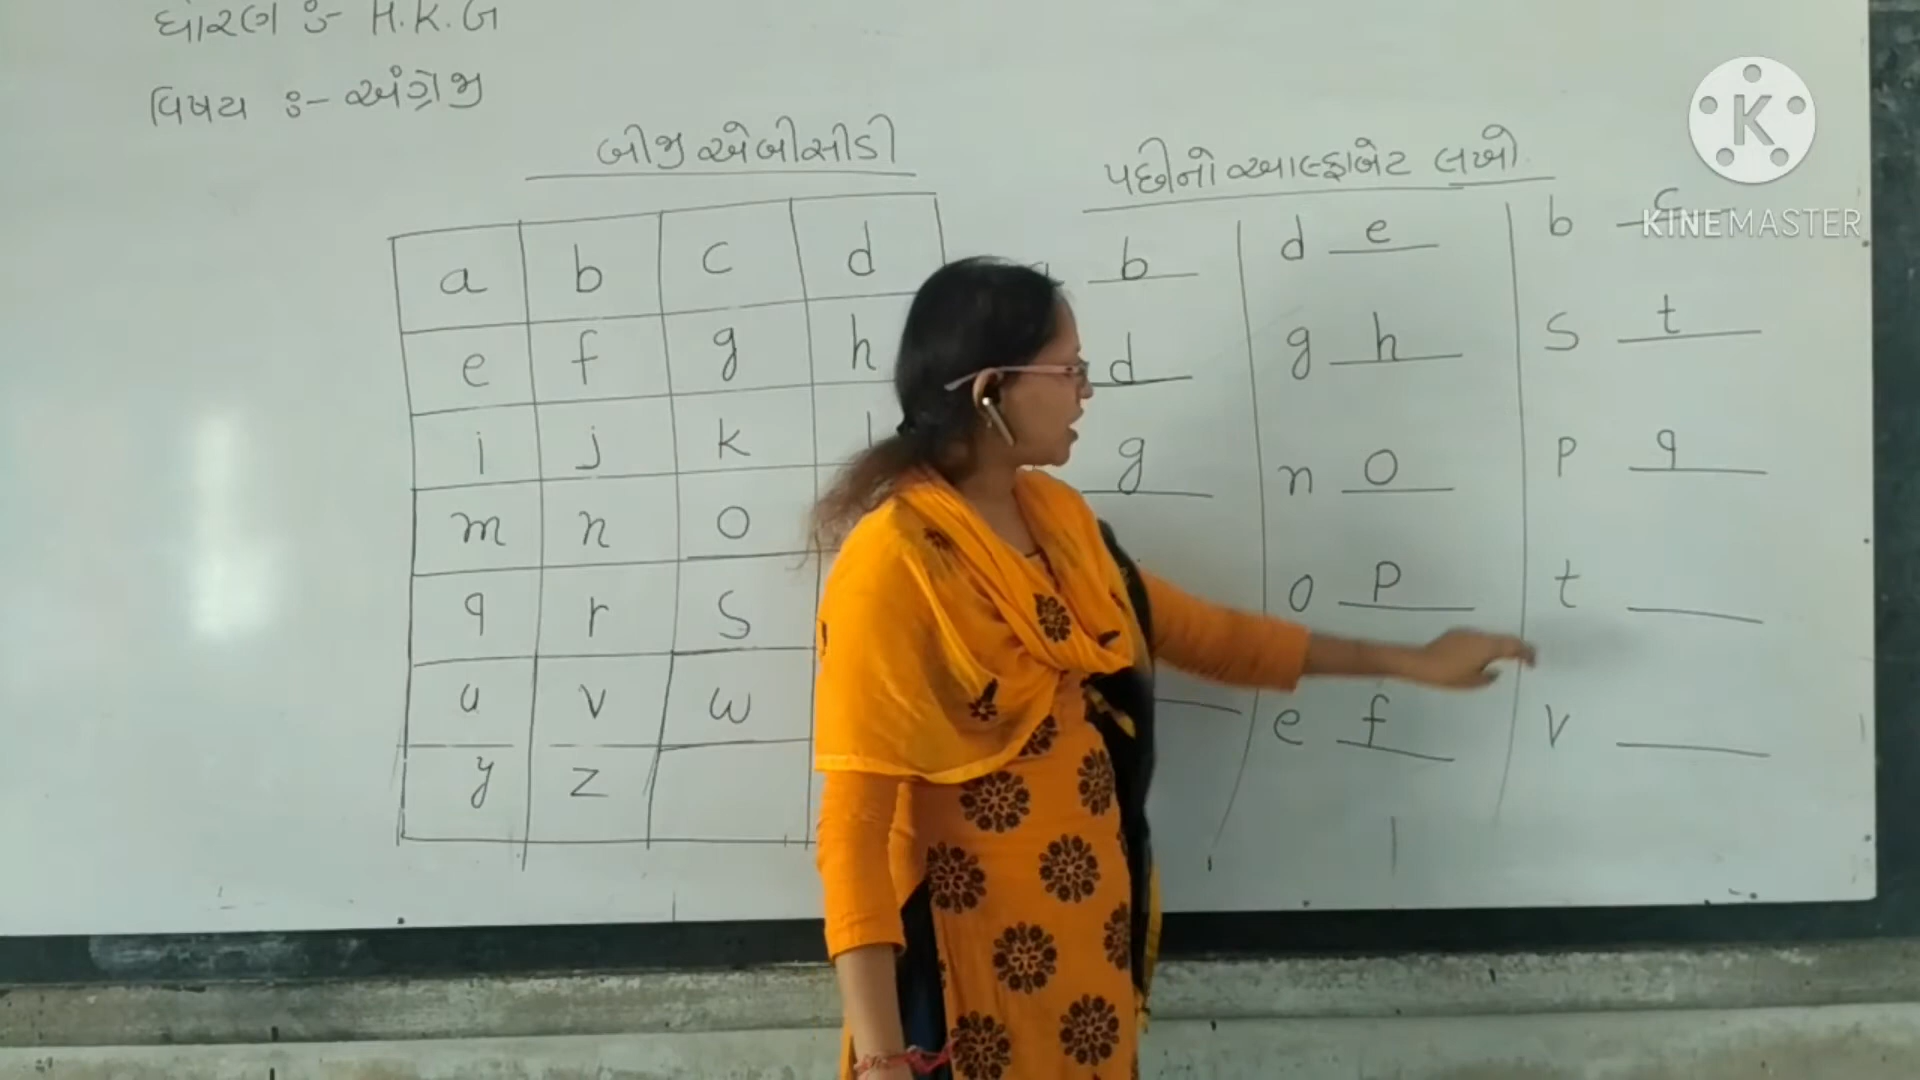 ધોરણ ઃ- H.K.G
વિષય ઃ- અંગ્રેજી
બીજી એબીસીડી
a b c d
e f g h
i j k l
m n o
q r s
u v w
y z
પછીનો આલ્ફાબેટ લખો
b
d
g
d e
g h
n o
o p
e f
b c
s t
p q
t
v
K
KINEMASTER